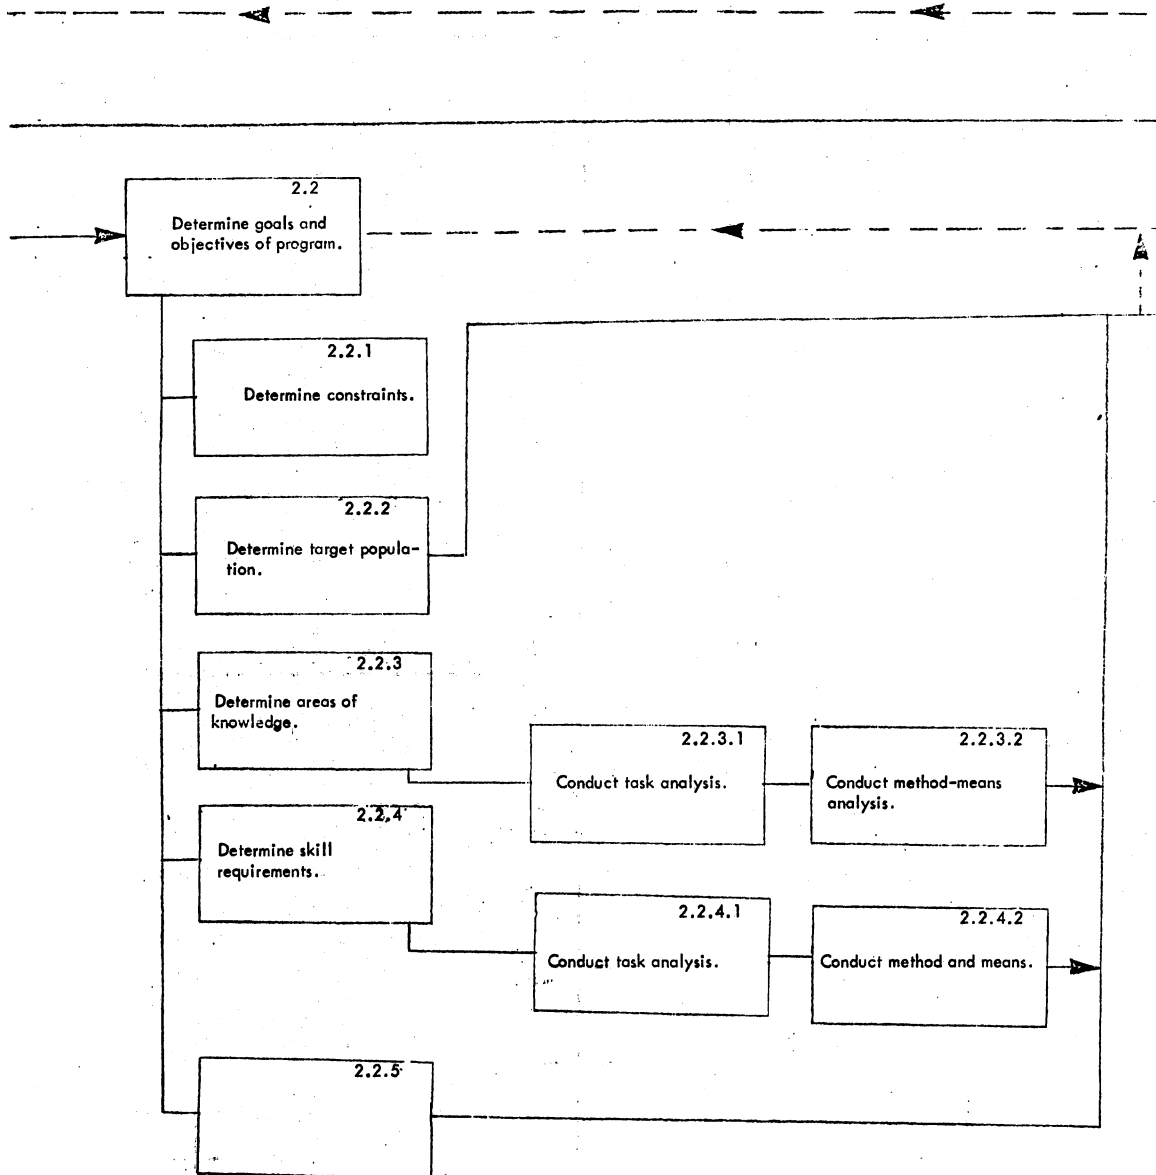 2.2
Determine goals and
objectives of program.
2.2.1
Determine constraints.
2.2.2
Determine target popula-
tion.
2.2.3
Determine areas of
knowledge.
2.2.3.1
Conduct task analysis.
2.2.3.2
Conduct method-means
analysis.
2.2.4
Determine skill
requirements.
2.2.4.1
Conduct task analysis.
2.2.4.2
Conduct method and means.
2.2.5